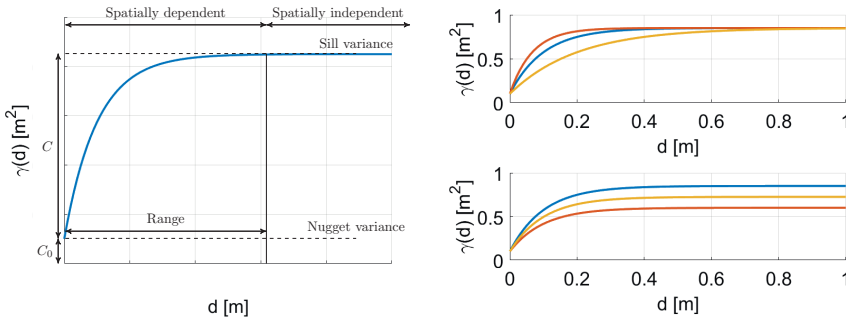 Spatially dependent
Spatially independent
Sill variance
γ(d) [m²]
C
Range
Nugget variance
C₀
d [m]
1
0.5
0
γ(d) [m²]
0 0.2 0.4 0.6 0.8 1
d [m]
1
0.5
0
γ(d) [m²]
0 0.2 0.4 0.6 0.8 1
d [m]